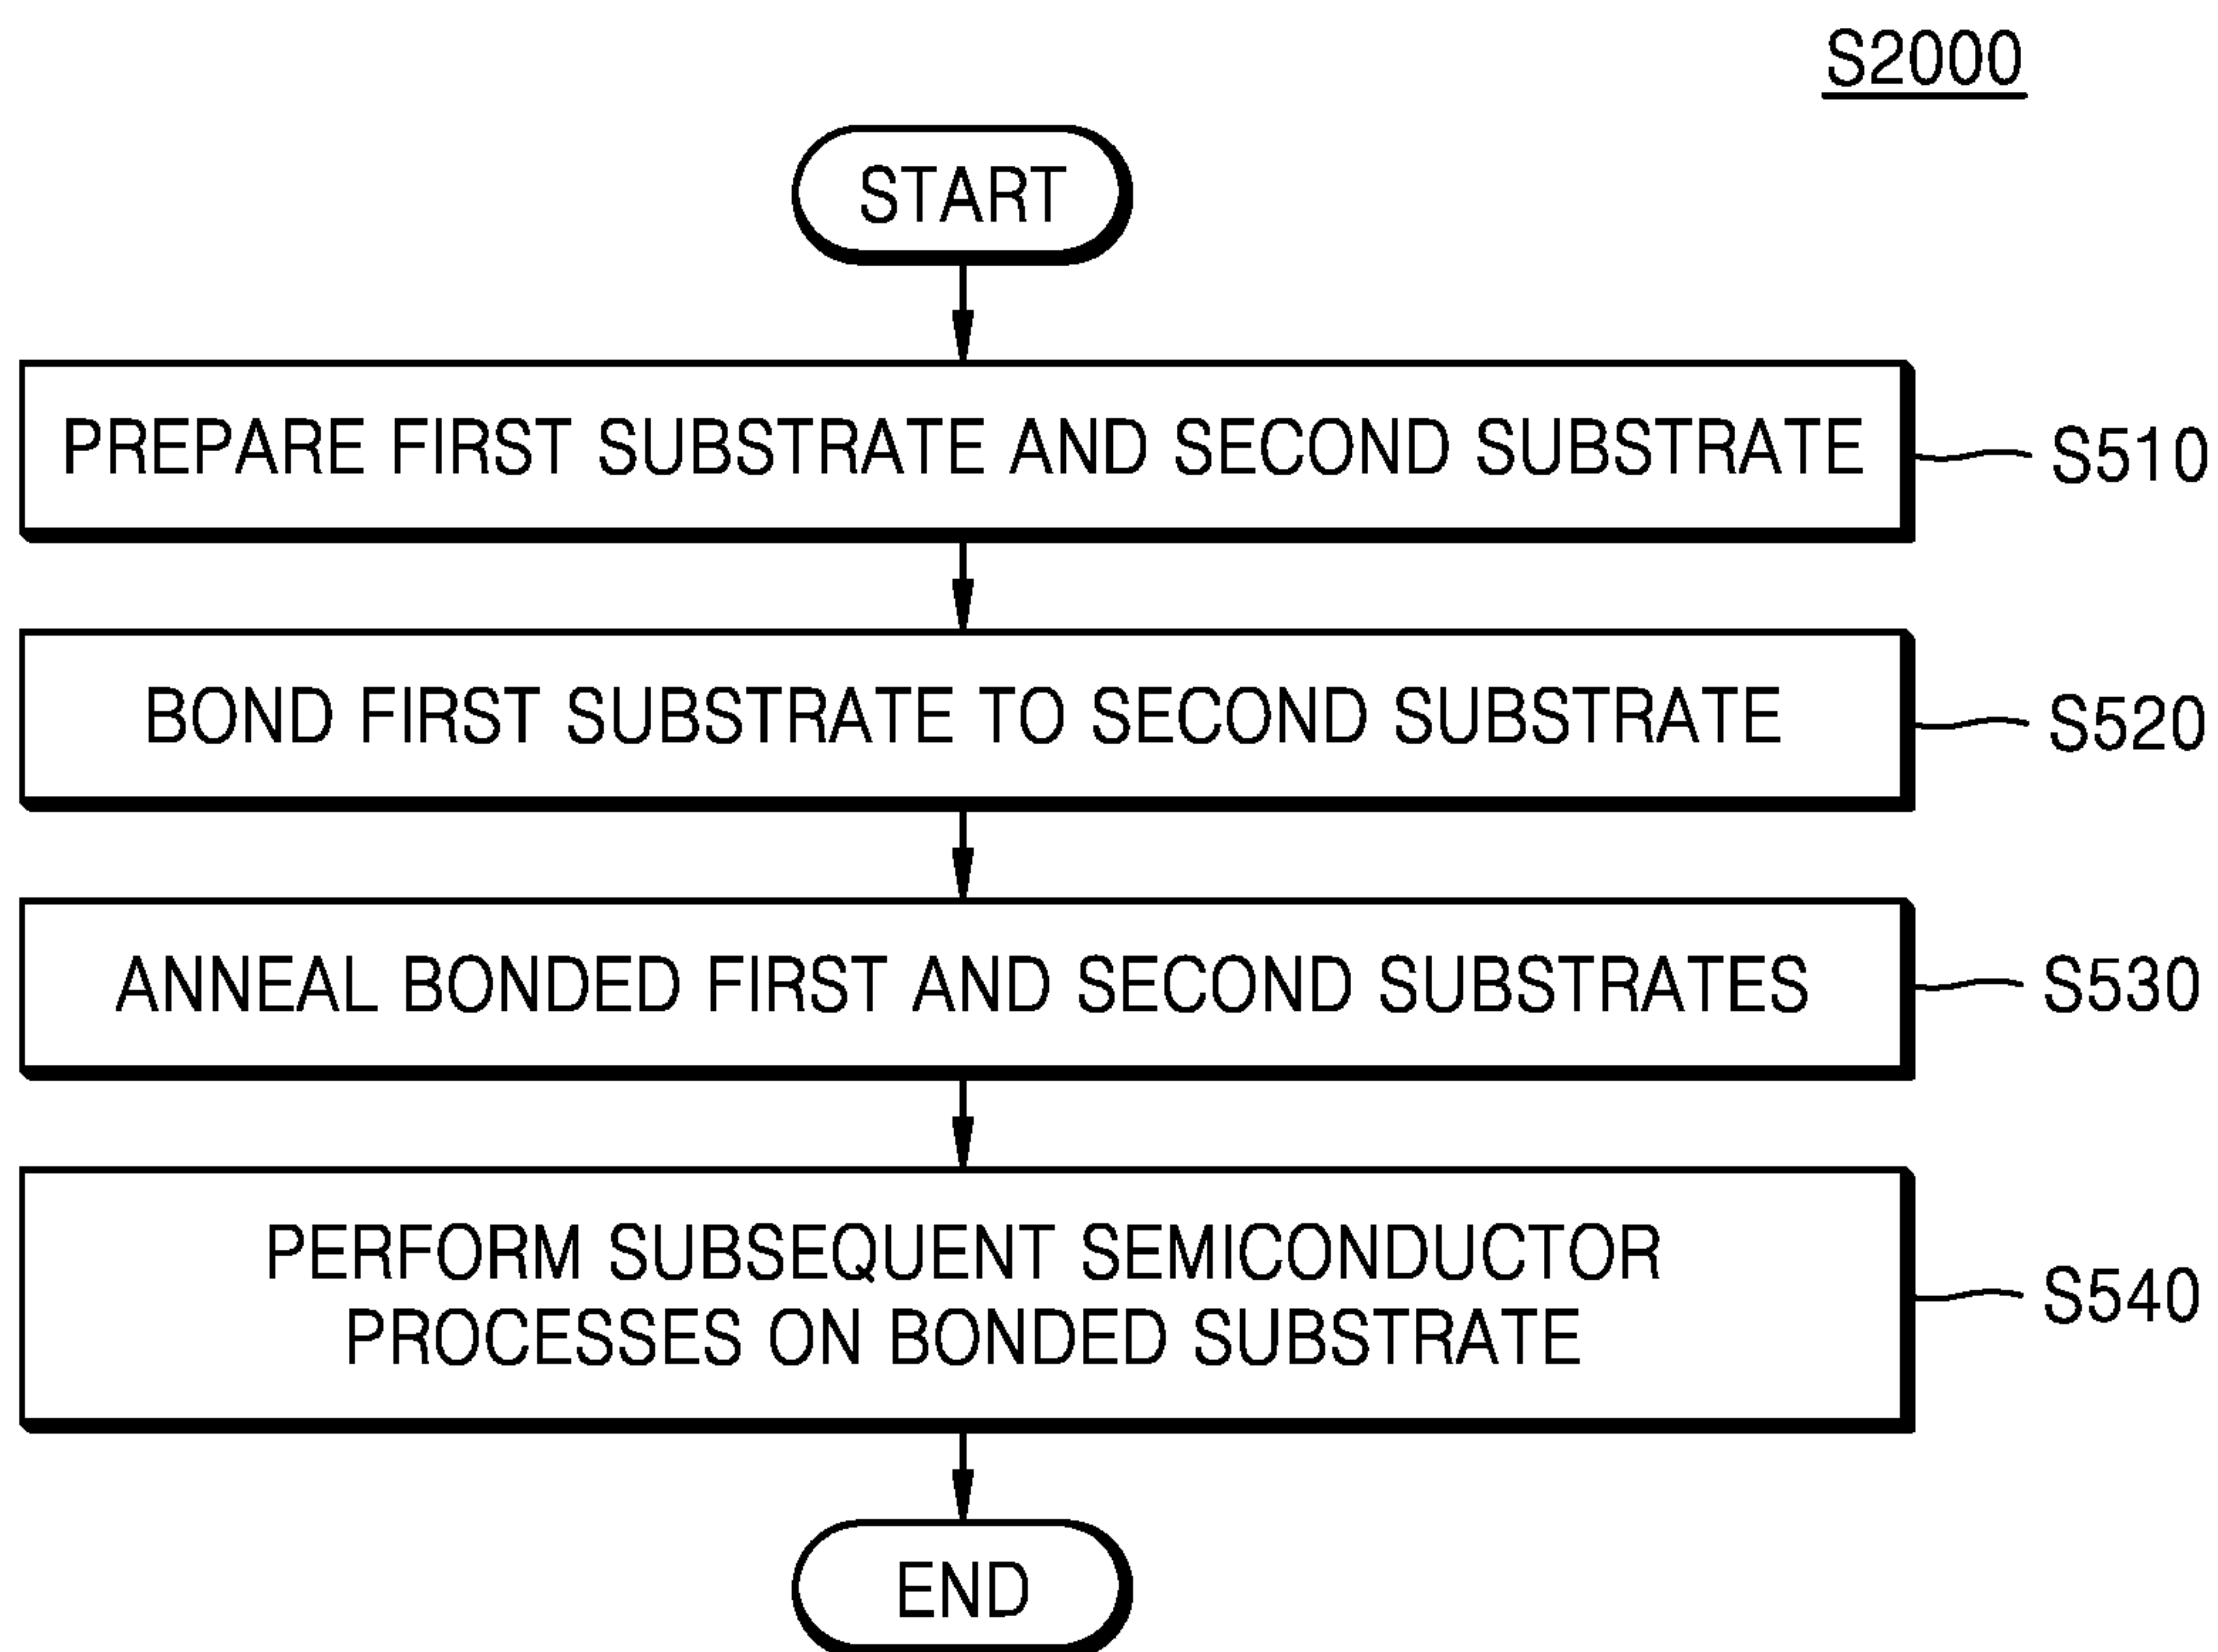 S2000
START
PREPARE FIRST SUBSTRATE AND SECOND SUBSTRATE
S510
BOND FIRST SUBSTRATE TO SECOND SUBSTRATE
S520
ANNEAL BONDED FIRST AND SECOND SUBSTRATES
S530
PERFORM SUBSEQUENT SEMICONDUCTOR
PROCESSES ON BONDED SUBSTRATE
S540
END